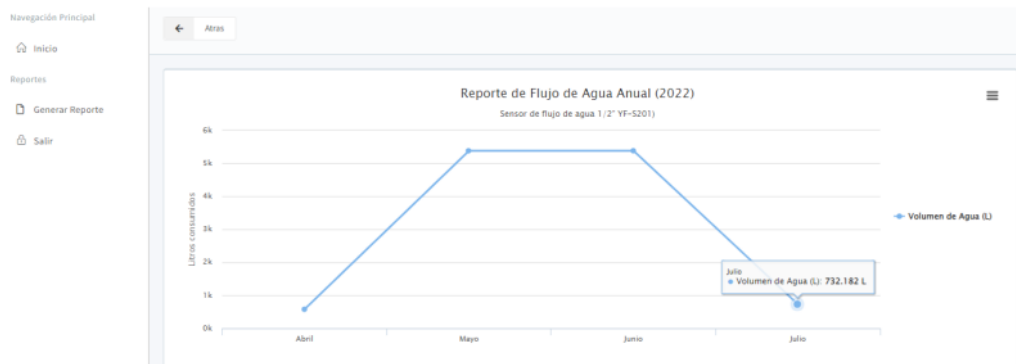 Navegación Principal
Inicio
Reportes
Generar Reporte
Salir
Atras
Reporte de Flujo de Agua Anual (2022)
Sensor de flujo de agua 1/2" YF-S201)
Litros consumidos
6k
5k
4k
3k
2k
1k
0k
Abril
Mayo
Junio
Julio
Julio
Volumen de Agua (L): 732.182 L
Volumen de Agua (L)